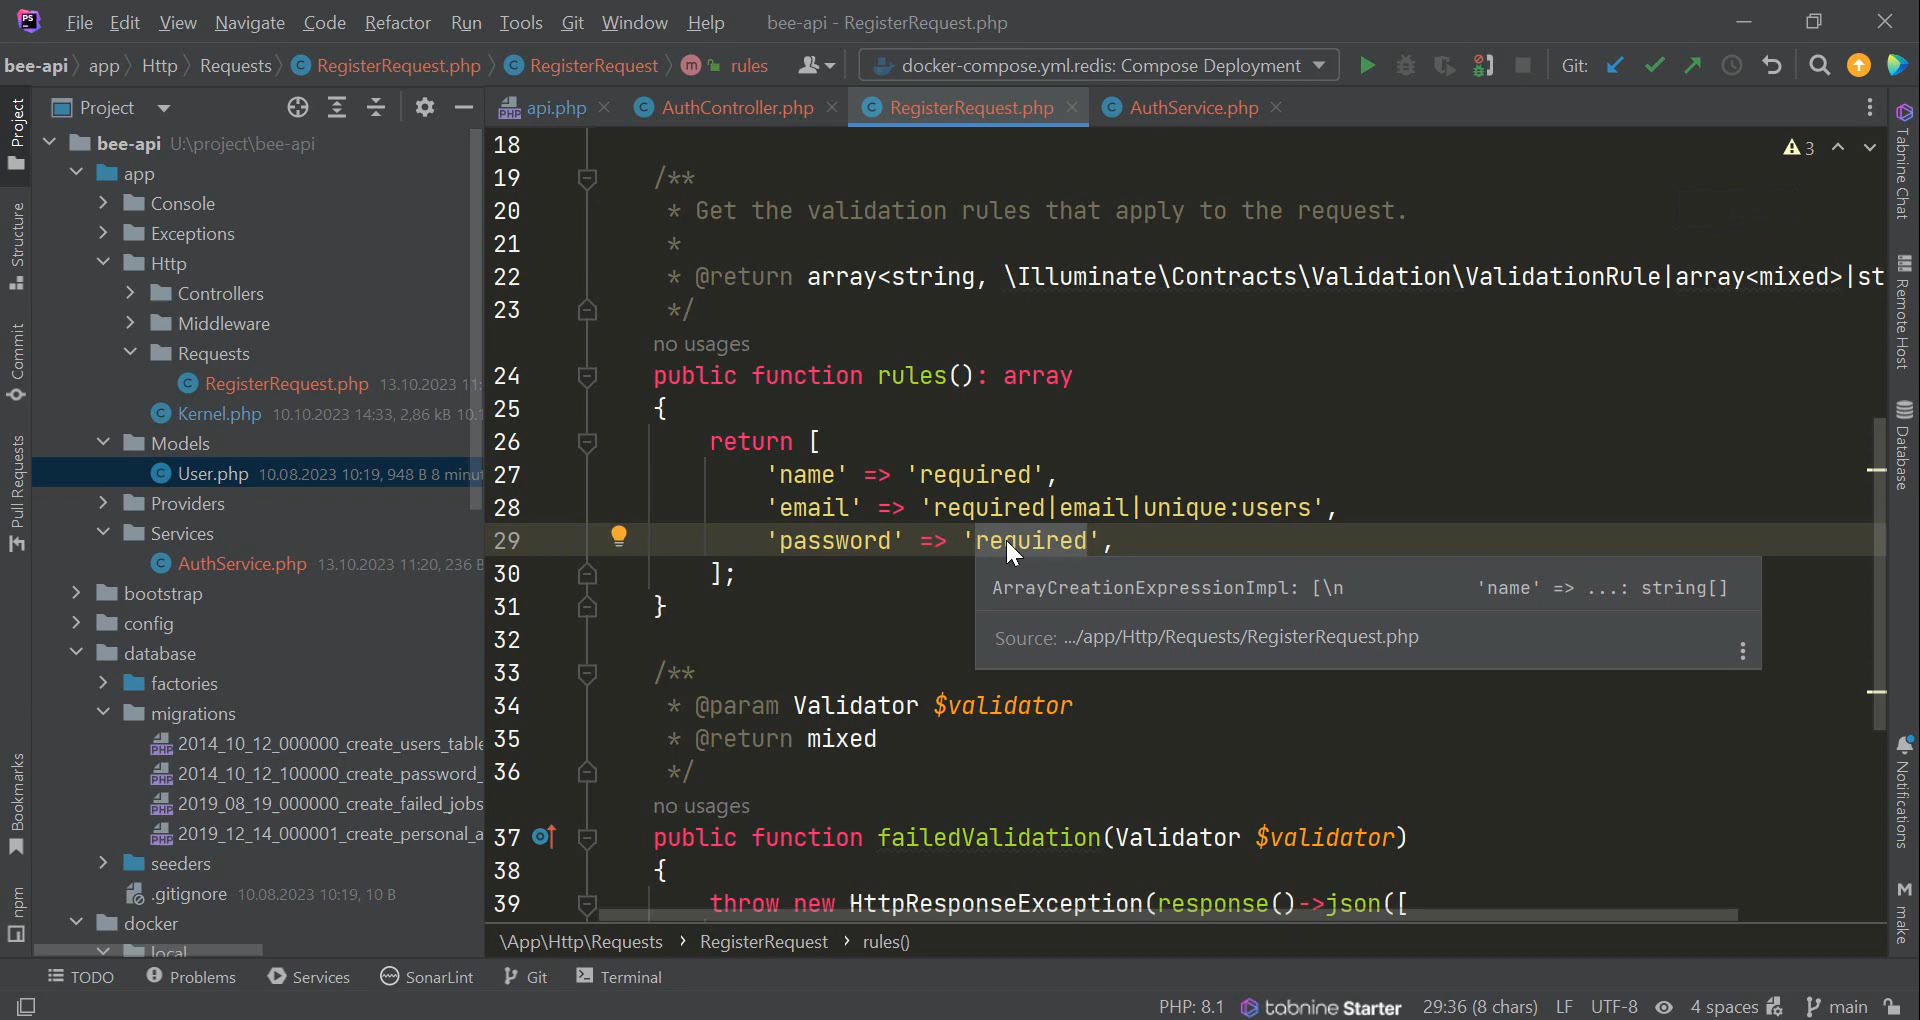 PS File Edit View Navigate Code Refactor Run Tools Git Window Help bee-api - RegisterRequest.php
bee-api app Http Requests C RegisterRequest.php C RegisterRequest m rules docker-compose.yml.redis: Compose Deployment Git:
Project
api.php AuthController.php RegisterRequest.php AuthService.php
bee-api U:\project\bee-api
app
Console
Exceptions
Http
Controllers
Middleware
Requests
RegisterRequest.php 13.10.2023 11:
Kernel.php 10.10.2023 14:33, 2,86 kB 10.1
Models
User.php 10.08.2023 10:19, 948 B 8 minu
Providers
Services
AuthService.php 13.10.2023 11:20, 236 B
bootstrap
config
database
factories
migrations
2014_10_12_000000_create_users_table
2014_10_12_100000_create_password_
2019_08_19_000000_create_failed_jobs
2019_12_14_000001_create_personal_a
seeders
.gitignore 10.08.2023 10:19, 10 B
docker
local
Project
Structure
Commit
Pull Requests
Bookmarks
npm
3
18
19 /**
20 * Get the validation rules that apply to the request.
21 *
22 * @return array<string, \Illuminate\Contracts\Validation\ValidationRule|array<mixed>|st
23 */
no usages
24 public function rules(): array
25 {
26 return [
27 'name' => 'required',
28 'email' => 'required|email|unique:users',
29 'password' => 'required',
30 ];
31 }
32
33 /**
34 * @param Validator $validator
35 * @return mixed
36 */
no usages
37 public function failedValidation(Validator $validator)
38 {
39 throw new HttpResponseException(response()->json([
ArrayCreationExpressionImpl: [\n 'name' => ...: string[]
Source: .../app/Http/Requests/RegisterRequest.php
\App\Http\Requests › RegisterRequest › rules()
Tabnine Chat
Remote Host
Database
Notifications
M make
TODO Problems Services SonarLint Git Terminal
PHP: 8.1 tabnine Starter 29:36 (8 chars) LF UTF-8 4 spaces main